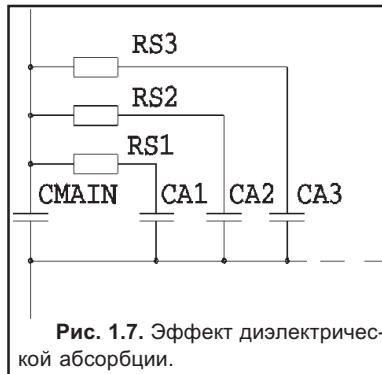 RS3
RS2
RS1
CMAIN CA1 CA2 CA3
Рис. 1.7. Эффект диэлектричес-
кой абсорбции.